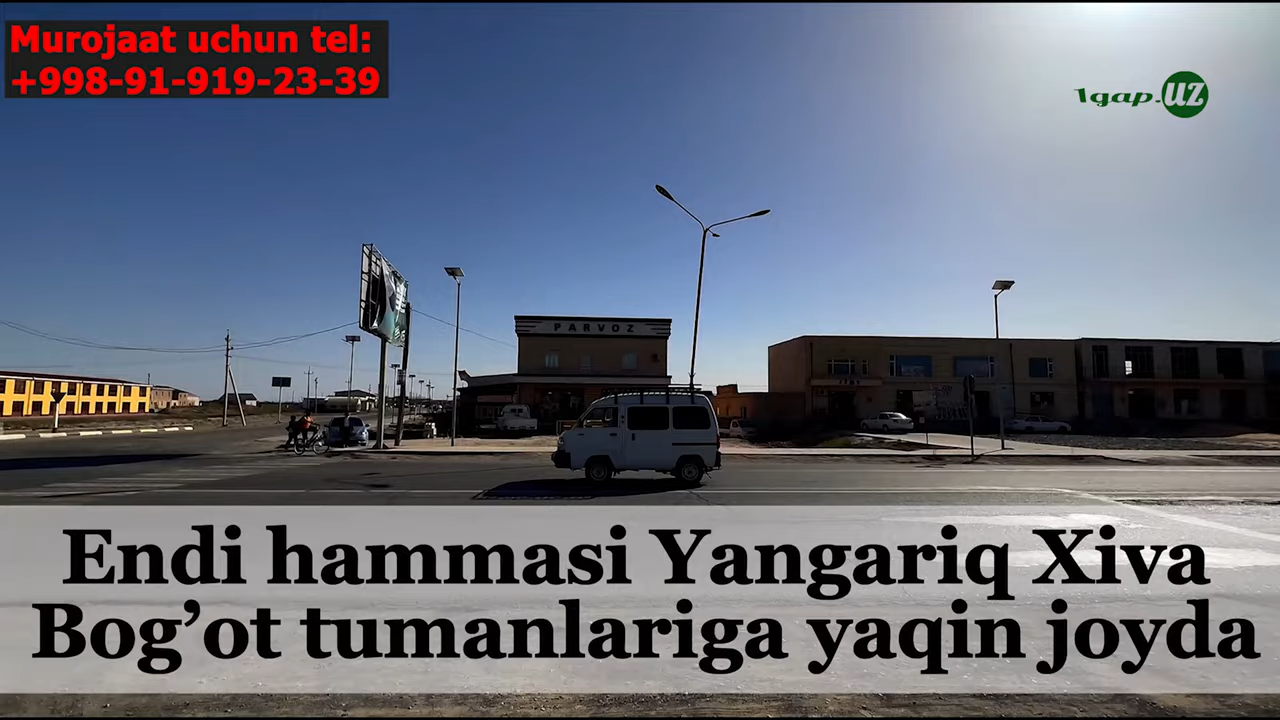 Murojaat uchun tel:
+998-91-919-23-39
1gap.UZ
PARVOZ
Endi hammasi Yangariq Xiva
Bog’ot tumanlariga yaqin joyda